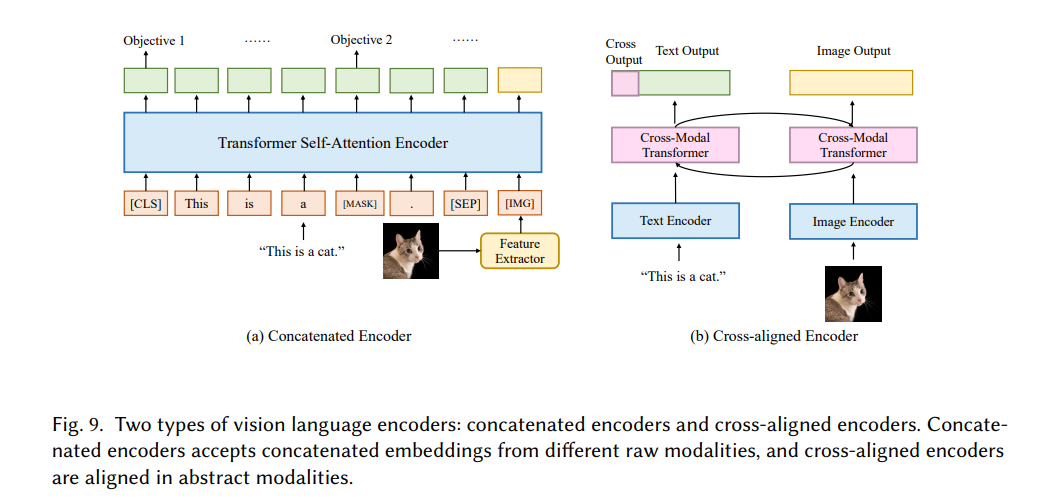 Objective 1
......
Objective 2
......
Transformer Self-Attention Encoder
[CLS] This is a [MASK] . [SEP] [IMG]
“This is a cat.”
Feature
Extractor
(a) Concatenated Encoder
Cross
Output
Text Output
Image Output
Cross-Modal
Transformer
Cross-Modal
Transformer
Text Encoder
Image Encoder
“This is a cat.”
(b) Cross-aligned Encoder
Fig. 9. Two types of vision language encoders: concatenated encoders and cross-aligned encoders. Concate-
nated encoders accepts concatenated embeddings from different raw modalities, and cross-aligned encoders
are aligned in abstract modalities.